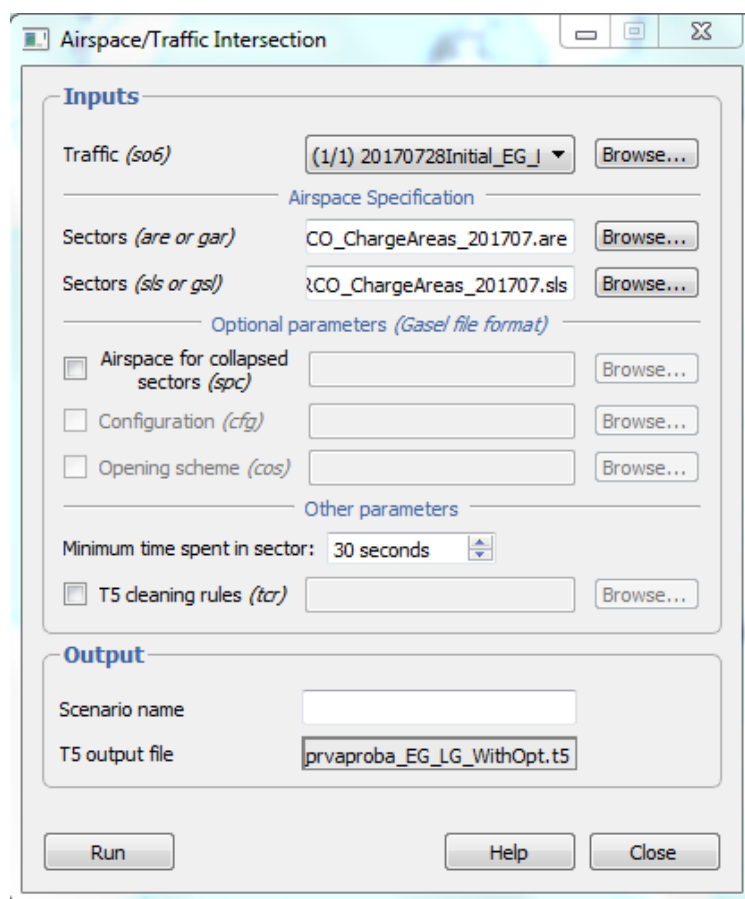 Airspace/Traffic Intersection
Inputs
Traffic (so6) (1/1) 20170728Initial_EG_ Browse...
Airspace Specification
Sectors (are or gar) CO_ChargeAreas_201707.are Browse...
Sectors (sls or gsl) RCO_ChargeAreas_201707.sls Browse...
Optional parameters (Gasel file format)
Airspace for collapsed
sectors (spc) Browse...
Configuration (cfg) Browse...
Opening scheme (cos) Browse...
Other parameters
Minimum time spent in sector: 30 seconds
T5 cleaning rules (tcr) Browse...
Output
Scenario name
T5 output file prvaproba_EG_LG_WithOpt.t5
Run Help Close